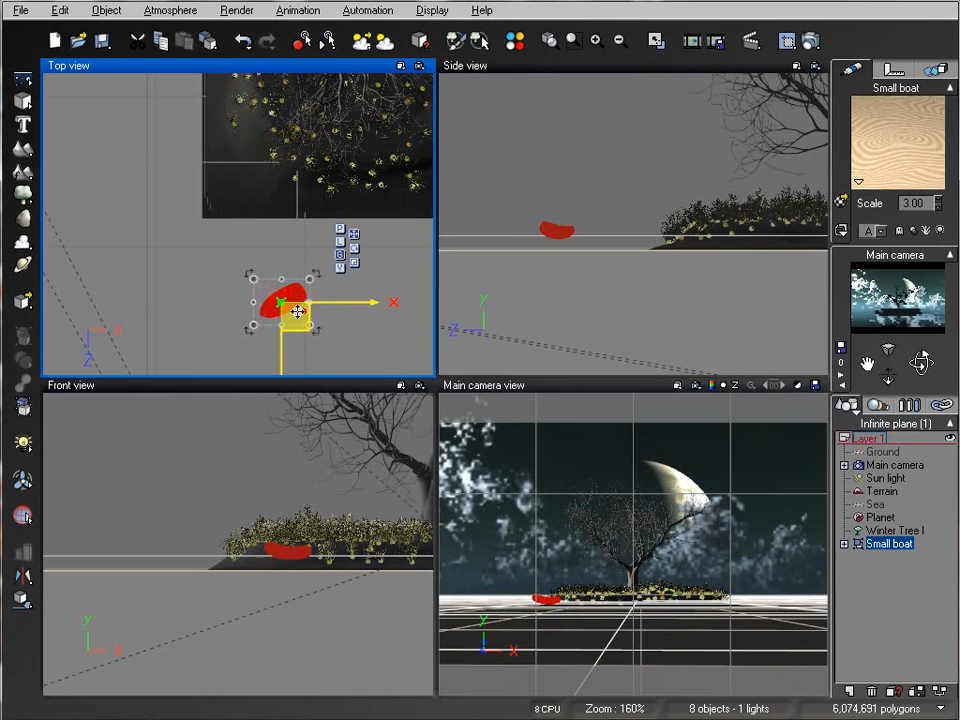 File Edit Atmosphere Render Animation Automation Display Help
Top view
Side view
Small boat
Scale 3.00
A
Main camera
P
L
G
V
X
X
Z
Y
Z
0
Front view
Main camera view
Z
Infinite plane (1)
Layer 1
Ground
Main camera
Sun light
Terrain
Sea
Planet
Winter Tree I
Small boat
Y
X
Y
X
8 CPU Zoom : 160% 8 objects - 1 lights 6,074,691 polygons